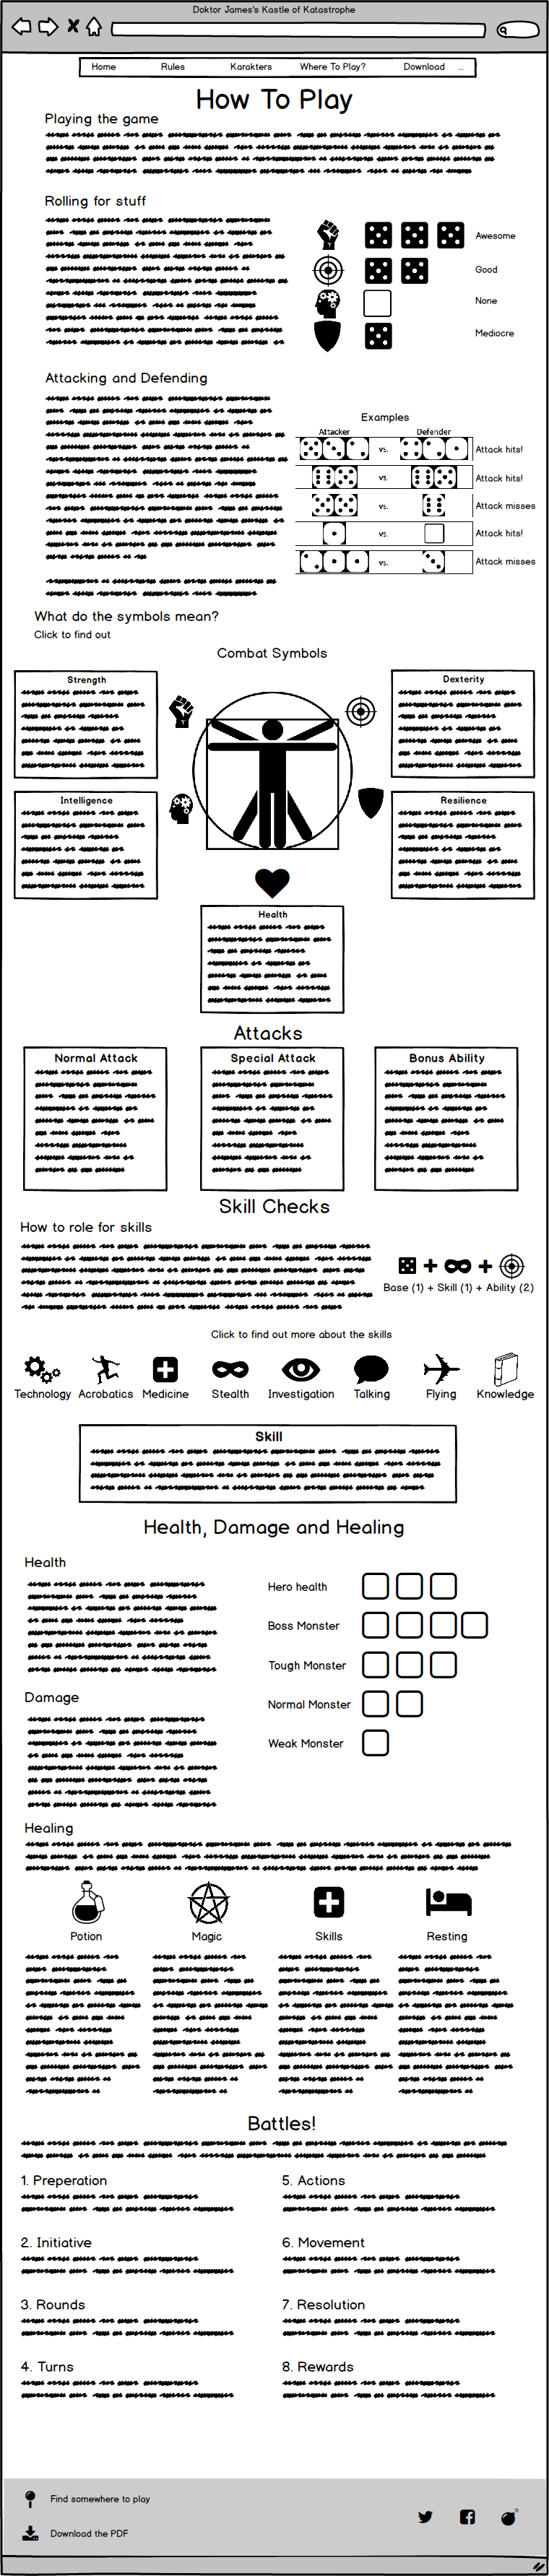 Doktor James's Kastle of Katastrophe
Home Rules Karakters Where To Play? Download ...
How To Play
Playing the game
Rolling for stuff
Awesome
Good
None
Mediocre
Attacking and Defending
Examples
Attacker Defender
vs. Attack hits!
vs. Attack hits!
vs. Attack misses
vs. Attack hits!
vs. Attack misses
What do the symbols mean?
Click to find out
Combat Symbols
Strength
Dexterity
Intelligence
Resilience
Health
Attacks
Normal Attack Special Attack Bonus Ability
Skill Checks
How to role for skills
Base (1) + Skill (1) + Ability (2)
Click to find out more about the skills
Technology Acrobatics Medicine Stealth Investigation Talking Flying Knowledge
Skill
Health, Damage and Healing
Health
Hero health
Boss Monster
Tough Monster
Damage
Normal Monster
Weak Monster
Healing
Potion Magic Skills Resting
Battles!
1. Preperation
5. Actions
2. Initiative
6. Movement
3. Rounds
7. Resolution
4. Turns
8. Rewards
Find somewhere to play
Download the PDF